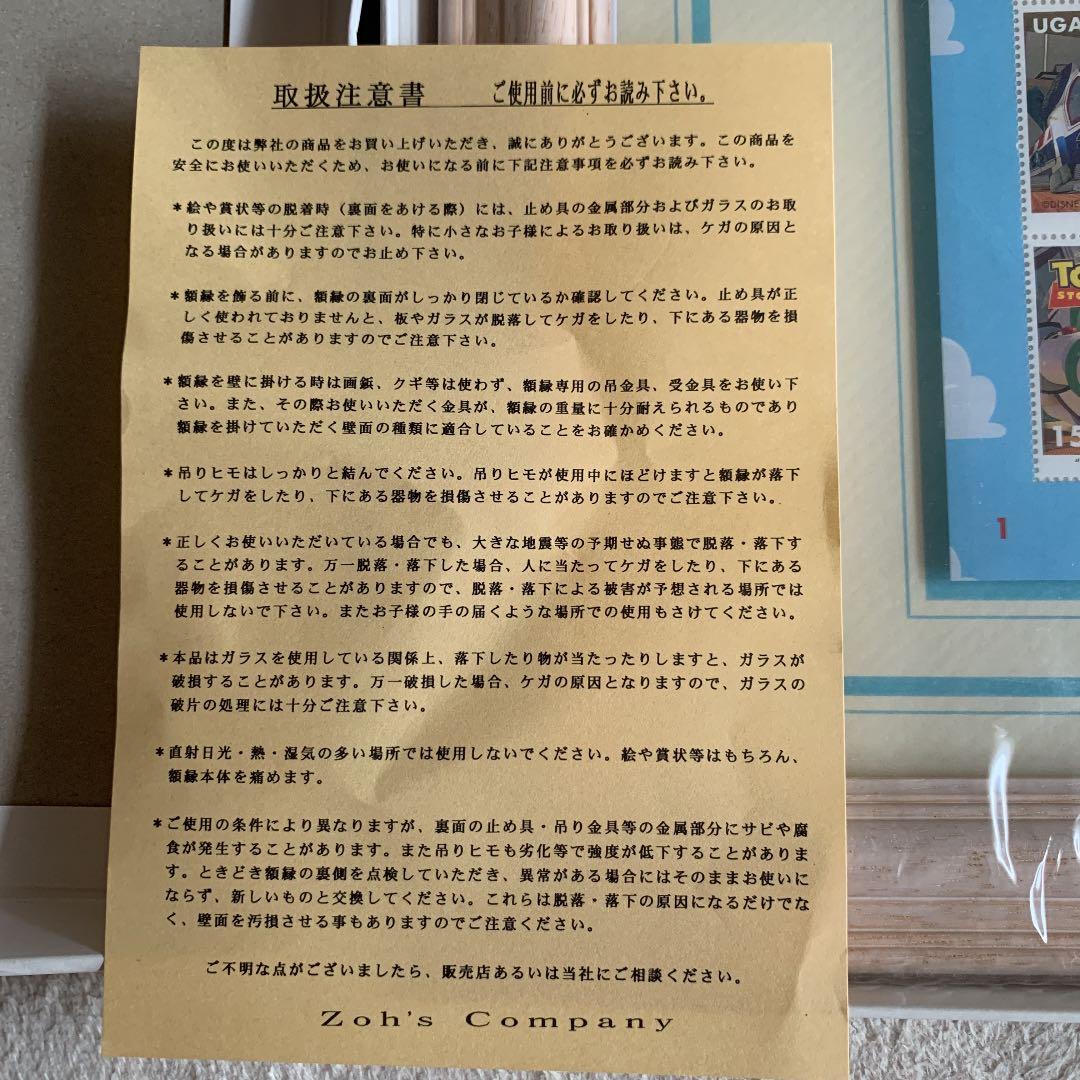 取扱注意書 ご使用前に必ずお読み下さい。
この度は弊社の商品をお買い上げいただき、誠にありがとうございます。この商品を
安全にお使いいただくため、お使いになる前に下記注意事項を必ずお読み下さい。
＊絵や賞状等の脱着時（裏面をあける際）には、止め具の金属部分およびガラスのお取
り扱いには十分ご注意下さい。特に小さなお子様によるお取り扱いは、ケガの原因と
なる場合がありますのでお止め下さい。
＊額縁を飾る前に、額縁の裏面がしっかり閉じているか確認してください。止め具が正
しく使われておりませんと、板やガラスが脱落してケガをしたり、下にある器物を損
傷させることがありますのでご注意下さい。
＊額縁を壁に掛ける時は画鋲、クギ等は使わず、額縁専用の吊金具、受金具をお使い下
さい。また、その際お使いいただく金具が、額縁の重量に十分耐えられるものであり
額縁を掛けていただく壁面の種類に適合していることをお確かめください。
＊吊りヒモはしっかりと結んでください。吊りヒモが使用中にほどけますと額縁が落下
してケガをしたり、下にある器物を損傷させることがありますのでご注意下さい。
＊正しくお使いいただいている場合でも、大きな地震等の予期せぬ事態で脱落・落下す
ることがあります。万一脱落・落下した場合、人に当たってケガをしたり、下にある
器物を損傷させることがありますので、脱落・落下による被害が予想される場所では
使用しないで下さい。またお子様の手の届くような場所での使用もさけてください。
＊本品はガラスを使用している関係上、落下したり物が当たったりしますと、ガラスが
破損することがあります。万一破損した場合、ケガの原因となりますので、ガラスの
破片の処理には十分ご注意下さい。
＊直射日光・熱・湿気の多い場所では使用しないでください。絵や賞状等はもちろん、
額縁本体を痛めます。
＊ご使用の条件により異なりますが、裏面の止め具・吊り金具等の金属部分にサビや腐
食が発生することがあります。また吊りヒモも劣化等で強度が低下することがありま
す。ときどき額縁の裏側を点検していただき、異常がある場合にはそのままお使いに
ならず、新しいものと交換してください。これらは脱落・落下の原因になるだけでな
く、壁面を汚損させる事もありますのでご注意ください。
ご不明な点がございましたら、販売店あるいは当社にご相談ください。
Zoh's Company
UGA
©DISNE
To
STO
15
1